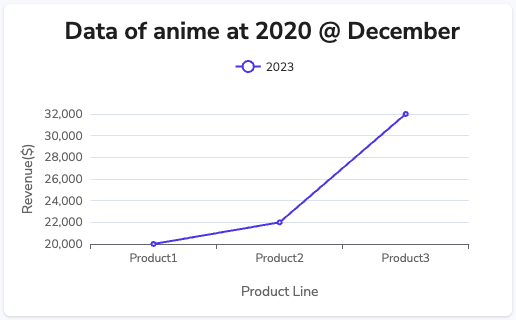 Data of anime at 2020 @ December
2023
Revenue($)
32,000
30,000
28,000
26,000
24,000
22,000
20,000
Product1 Product2 Product3
Product Line